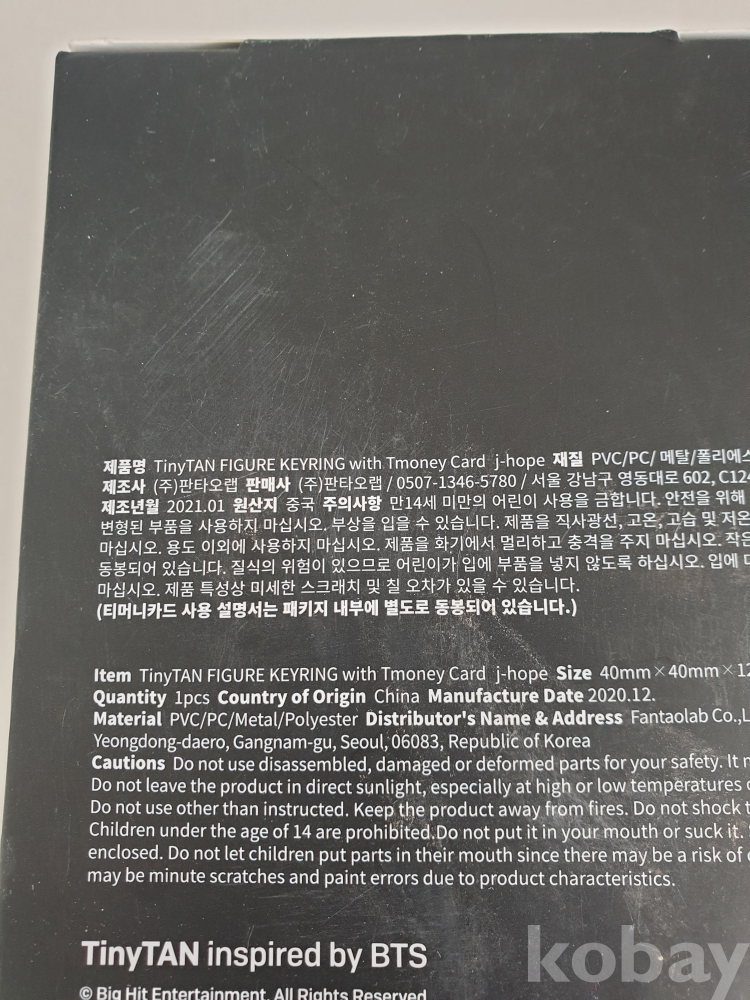 제품명 TinyTAN FIGURE KEYRING with Tmoney Card j-hope 재질 PVC/PC/ 메탈/폴리에스
제조사 (주)판타오랩 판매사 (주)판타오랩 / 0507-1346-5780 / 서울 강남구 영동대로 602, C124
제조년월 2021.01 원산지 중국 주의사항 만14세 미만의 어린이 사용을 금합니다. 안전을 위해
변형된 부품을 사용하지 마십시오. 부상을 입을 수 있습니다. 제품을 직사광선, 고온, 고습 및 저온
마십시오. 용도 이외에 사용하지 마십시오. 제품을 화기에서 멀리하고 충격을 주지 마십시오. 작은
동봉되어 있습니다. 질식의 위험이 있으므로 어린이가 입에 부품을 넣지 않도록 하십시오. 입에
마십시오. 제품 특성상 미세한 스크래치 및 칠 오차가 있을 수 있습니다.
(티머니카드 사용 설명서는 패키지 내부에 별도로 동봉되어 있습니다.)
Item TinyTAN FIGURE KEYRING with Tmoney Card j-hope Size 40mm×40mm×12
Quantity 1pcs Country of Origin China Manufacture Date 2020.12.
Material PVC/PC/Metal/Polyester Distributor's Name & Address Fantaolab Co.,L
Yeongdong-daero, Gangnam-gu, Seoul, 06083, Republic of Korea
Cautions Do not use disassembled, damaged or deformed parts for your safety. It
Do not leave the product in direct sunlight, especially at high or low temperatures
Do not use other than instructed. Keep the product away from fires. Do not shock
Children under the age of 14 are prohibited.Do not put it in your mouth or suck it.
enclosed. Do not let children put parts in their mouth since there may be a risk of
may be minute scratches and paint errors due to product characteristics.
TinyTAN inspired by BTS
© Big Hit Entertainment. All Rights Reserved
kobay